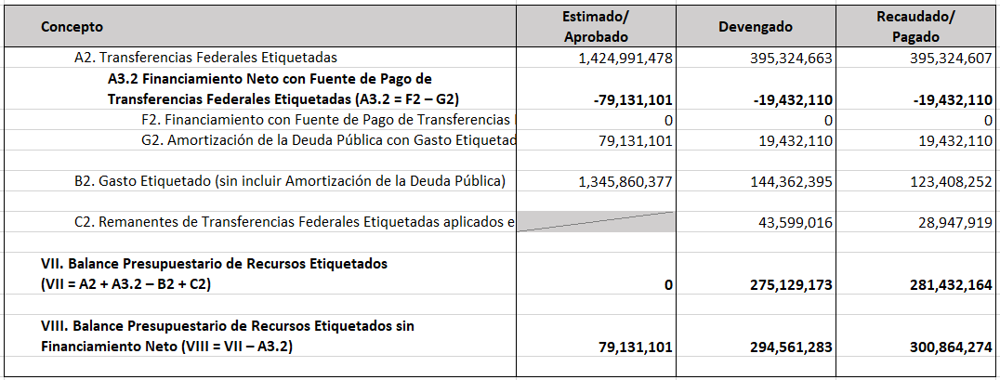 Concepto Estimado/ Aprobado Devengado Recaudado/ Pagado
A2. Transferencias Federales Etiquetadas 1,424,991,478 395,324,663 395,324,607
A3.2 Financiamiento Neto con Fuente de Pago de
Transferencias Federales Etiquetadas (A3.2 = F2 – G2) -79,131,101 -19,432,110 -19,432,110
F2. Financiamiento con Fuente de Pago de Transferencias 0 0 0
G2. Amortización de la Deuda Pública con Gasto Etiquetad 79,131,101 19,432,110 19,432,110
B2. Gasto Etiquetado (sin incluir Amortización de la Deuda Pública) 1,345,860,377 144,362,395 123,408,252
C2. Remanentes de Transferencias Federales Etiquetadas aplicados e 43,599,016 28,947,919
VII. Balance Presupuestario de Recursos Etiquetados
(VII = A2 + A3.2 – B2 + C2) 0 275,129,173 281,432,164
VIII. Balance Presupuestario de Recursos Etiquetados sin
Financiamiento Neto (VIII = VII – A3.2) 79,131,101 294,561,283 300,864,274